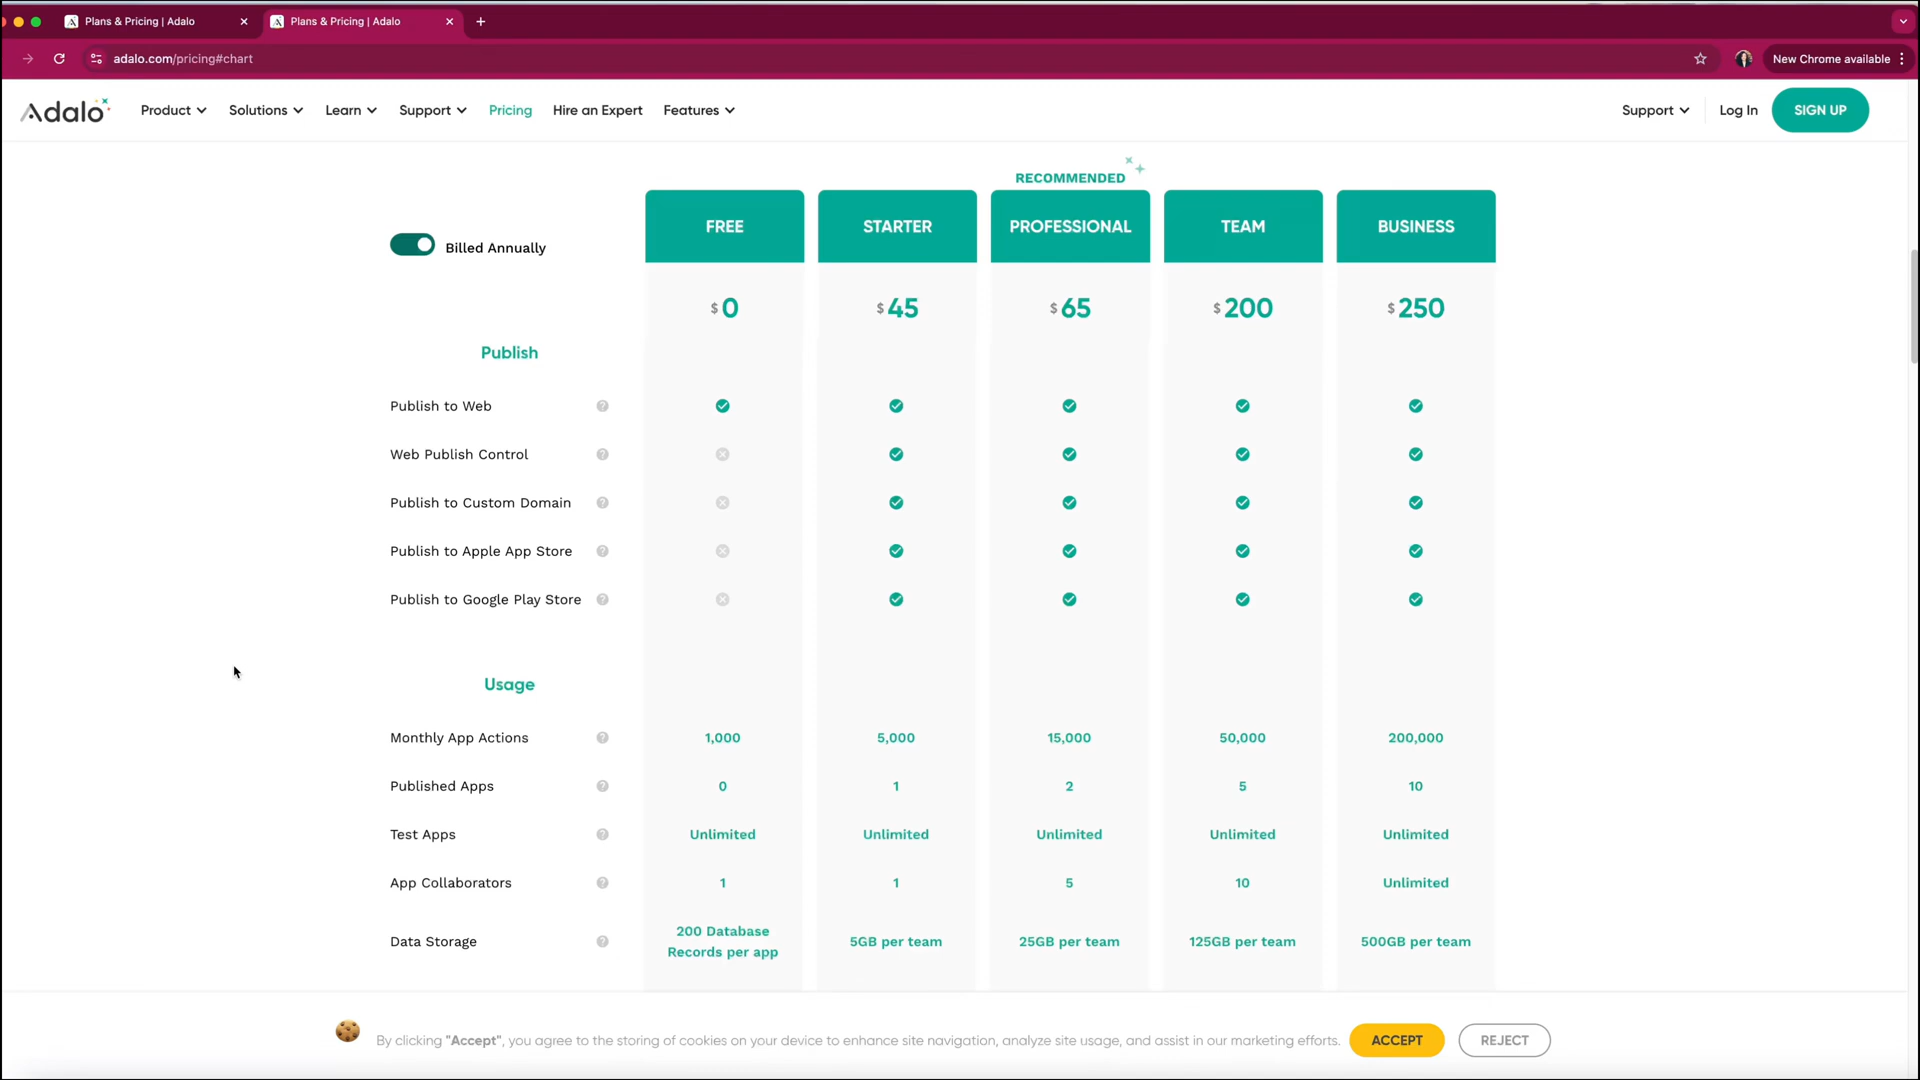 Plans & Pricing | Adalo
Plans & Pricing | Adalo
adalo.com/pricing#chart
New Chrome available
Adalo
Product
Solutions
Learn
Support
Pricing
Hire an Expert
Features
Support
Log In
SIGN UP
RECOMMENDED
Billed Annually
FREE
STARTER
PROFESSIONAL
TEAM
BUSINESS
$ 0
$ 45
$ 65
$ 200
$ 250
Publish
Publish to Web
Web Publish Control
Publish to Custom Domain
Publish to Apple App Store
Publish to Google Play Store
Usage
Monthly App Actions ? 1,000 5,000 15,000 50,000 200,000
Published Apps ? 0 1 2 5 10
Test Apps ? Unlimited Unlimited Unlimited Unlimited Unlimited
App Collaborators ? 1 1 5 10 Unlimited
Data Storage ? 200 Database Records per app 5GB per team 25GB per team 125GB per team 500GB per team
By clicking "Accept", you agree to the storing of cookies on your device to enhance site navigation, analyze site usage, and assist in our marketing efforts.
ACCEPT
REJECT